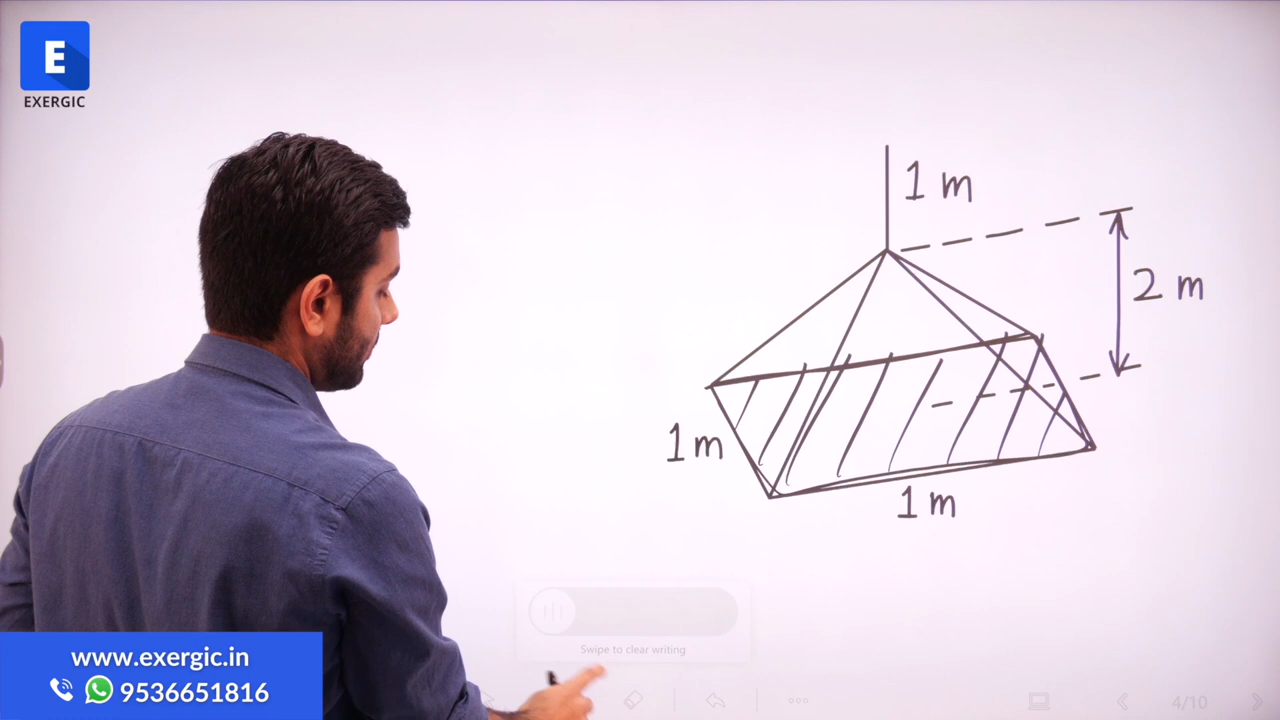 E
EXERGIC
1 m
2 m
1 m
1 m
Swipe to clear writing
www.exergic.in
9536651816
4/10